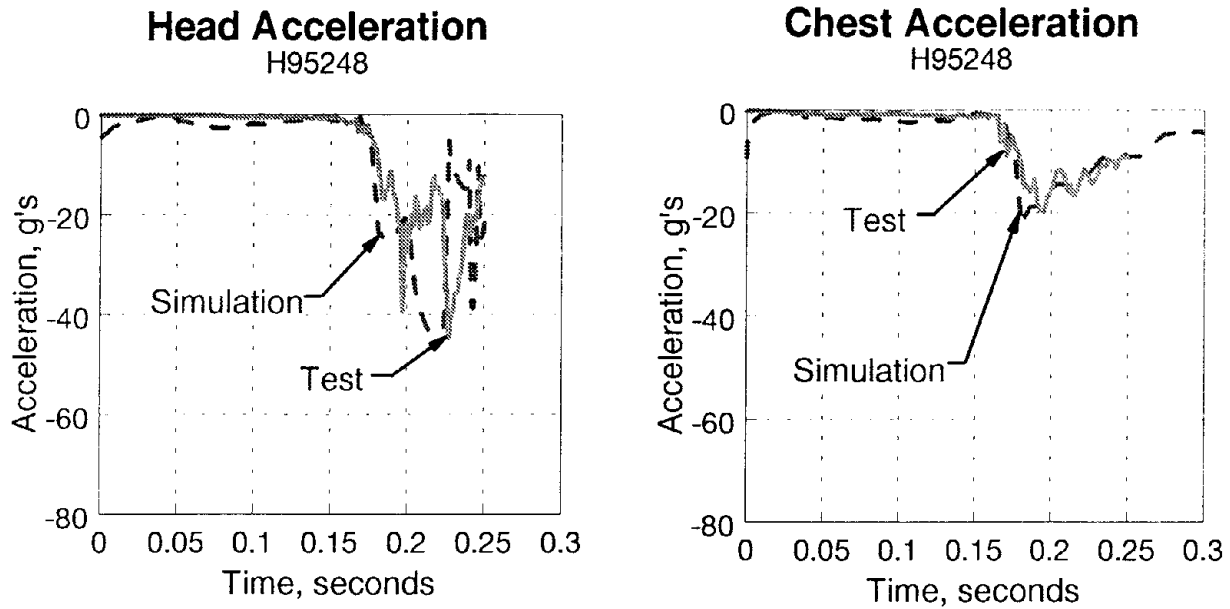 Head Acceleration
H95248
0
-20
-40
-60
-80
Acceleration, g's
Simulation
Test
0 0.05 0.1 0.15 0.2 0.25 0.3
Time, seconds
Chest Acceleration
H95248
0
-20
-40
-60
-80
Acceleration, g's
Test
Simulation
0 0.05 0.1 0.15 0.2 0.25 0.3
Time, seconds